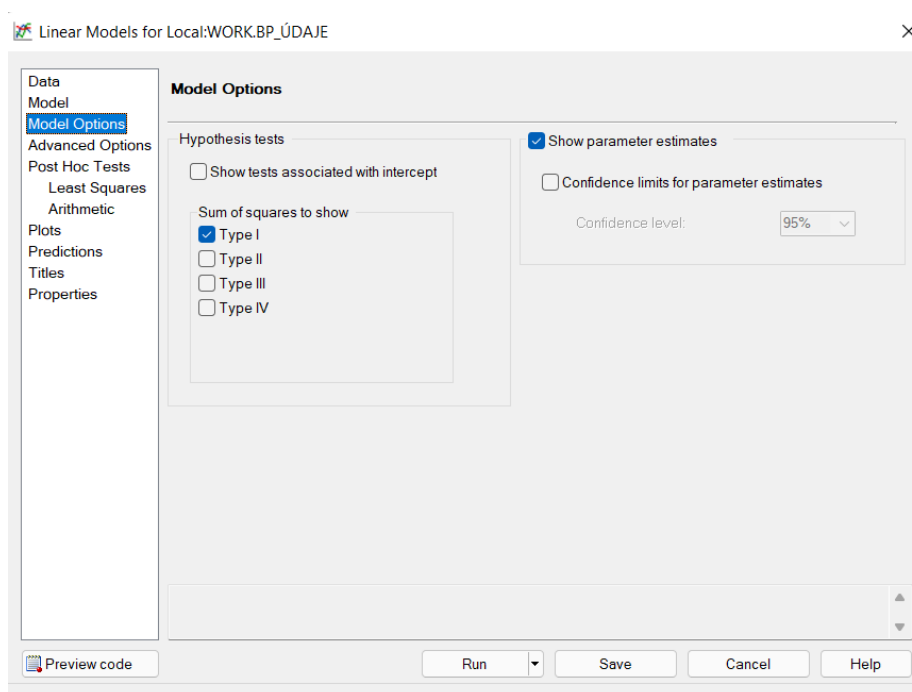 Linear Models for Local:WORK.BP_ÚDAJE
Data
Model
Model Options
Advanced Options
Post Hoc Tests
Least Squares
Arithmetic
Plots
Predictions
Titles
Properties
Model Options
Hypothesis tests
Show tests associated with intercept
Sum of squares to show
Type I
Type II
Type III
Type IV
Show parameter estimates
Confidence limits for parameter estimates
Confidence level: 95%
Preview code
Run
Save
Cancel
Help